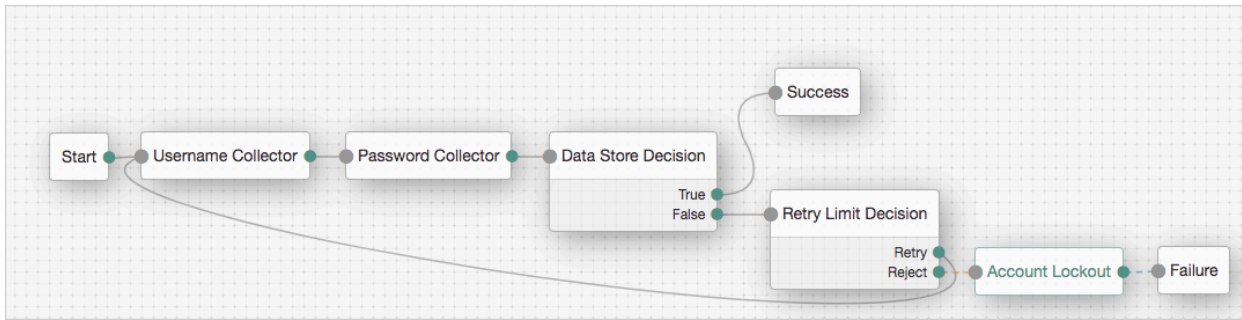 Success
Start
Username Collector
Password Collector
Data Store Decision
True
False
Retry Limit Decision
Retry
Reject
Account Lockout
Failure